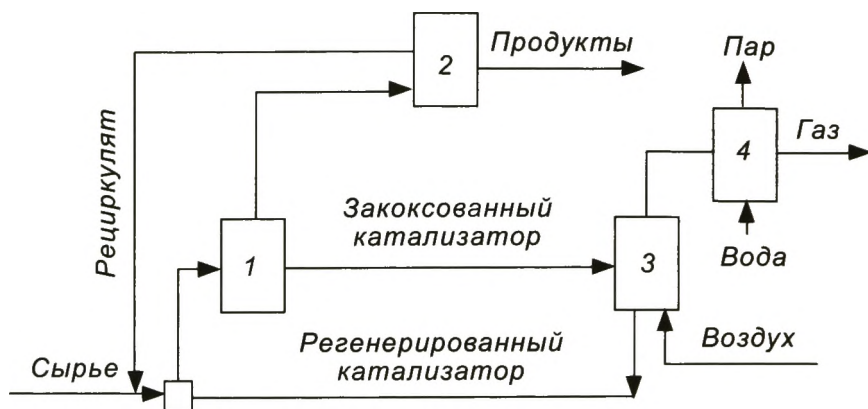 Продукты
Пар
2
4
Газ
Рециркулят
Закоксованный
катализатор
1
3
Вода
Регенерированный
катализатор
Воздух
Сырье